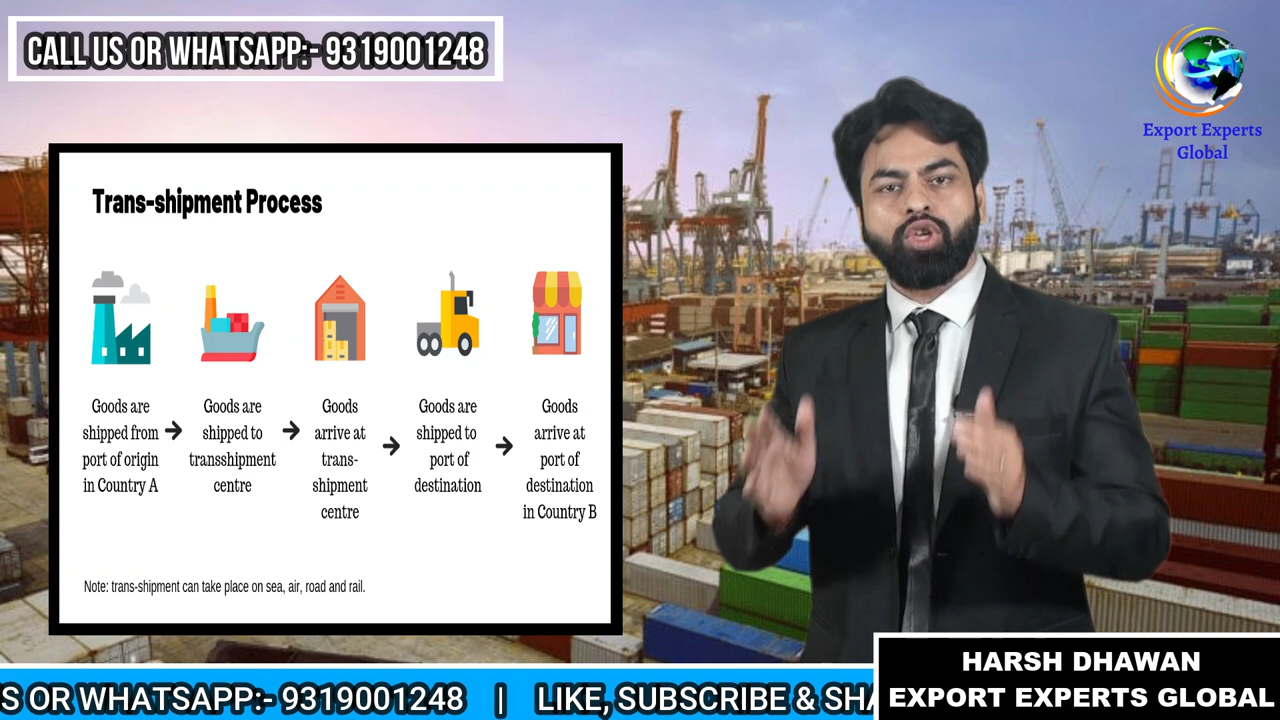 CALL US OR WHATSAPP:- 9319001248
Export Experts
Global
Trans-shipment Process
Goods are
shipped from
port of origin
in Country A
Goods are
shipped to
transshipment
centre
Goods
arrive at
trans-
shipment
centre
Goods are
shipped to
port of
destination
Goods
arrive at
port of
destination
in Country B
Note: trans-shipment can take place on sea, air, road and rail.
S OR WHATSAPP:- 9319001248 | LIKE, SUBSCRIBE & SHA
HARSH DHAWAN
EXPORT EXPERTS GLOBAL